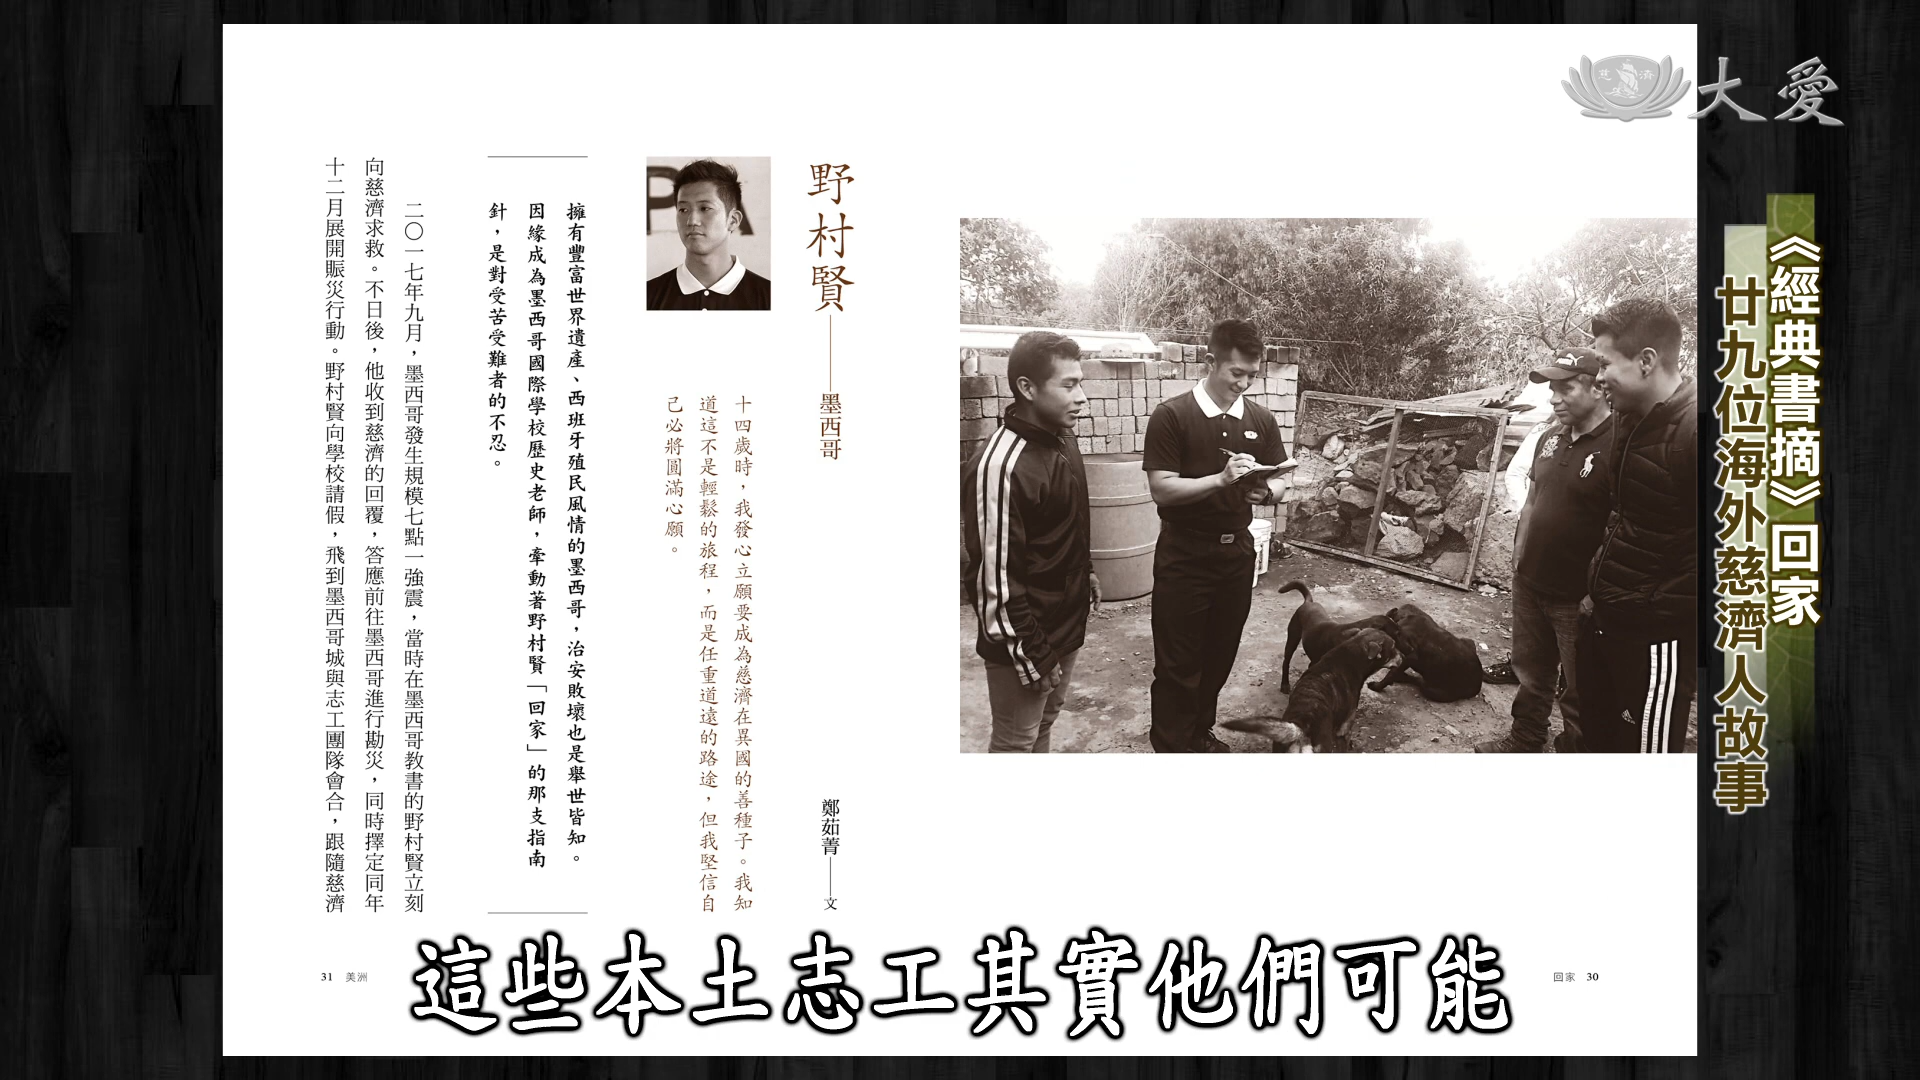 大愛
慈濟
《經典書摘》回家
廿九位海外慈濟人故事
野村賢——墨西哥
鄭茹菁——文
十四歲時，我發心立願要成為慈濟在異國的善種子。我知
道這不是輕鬆的旅程，而是任重道遠的路途，但我堅信自
己必將圓滿心願。
擁有豐富世界遺產、西班牙殖民風情的墨西哥，治安敗壞也是舉世皆知。
因緣成為墨西哥國際學校歷史老師，牽動著野村賢「回家」的那支指南
針，是對受苦受難者的不忍。
二〇一七年九月，墨西哥發生規模七點一強震，當時在墨西哥教書的野村賢立刻
向慈濟求救。不日後，他收到慈濟的回覆，答應前往墨西哥進行勘災，同時擇定同年
十二月展開賑災行動。野村賢向學校請假，飛到墨西哥城與志工團隊會合，跟隨慈濟
回家 30
31 美洲
這些本土志工其實他們可能